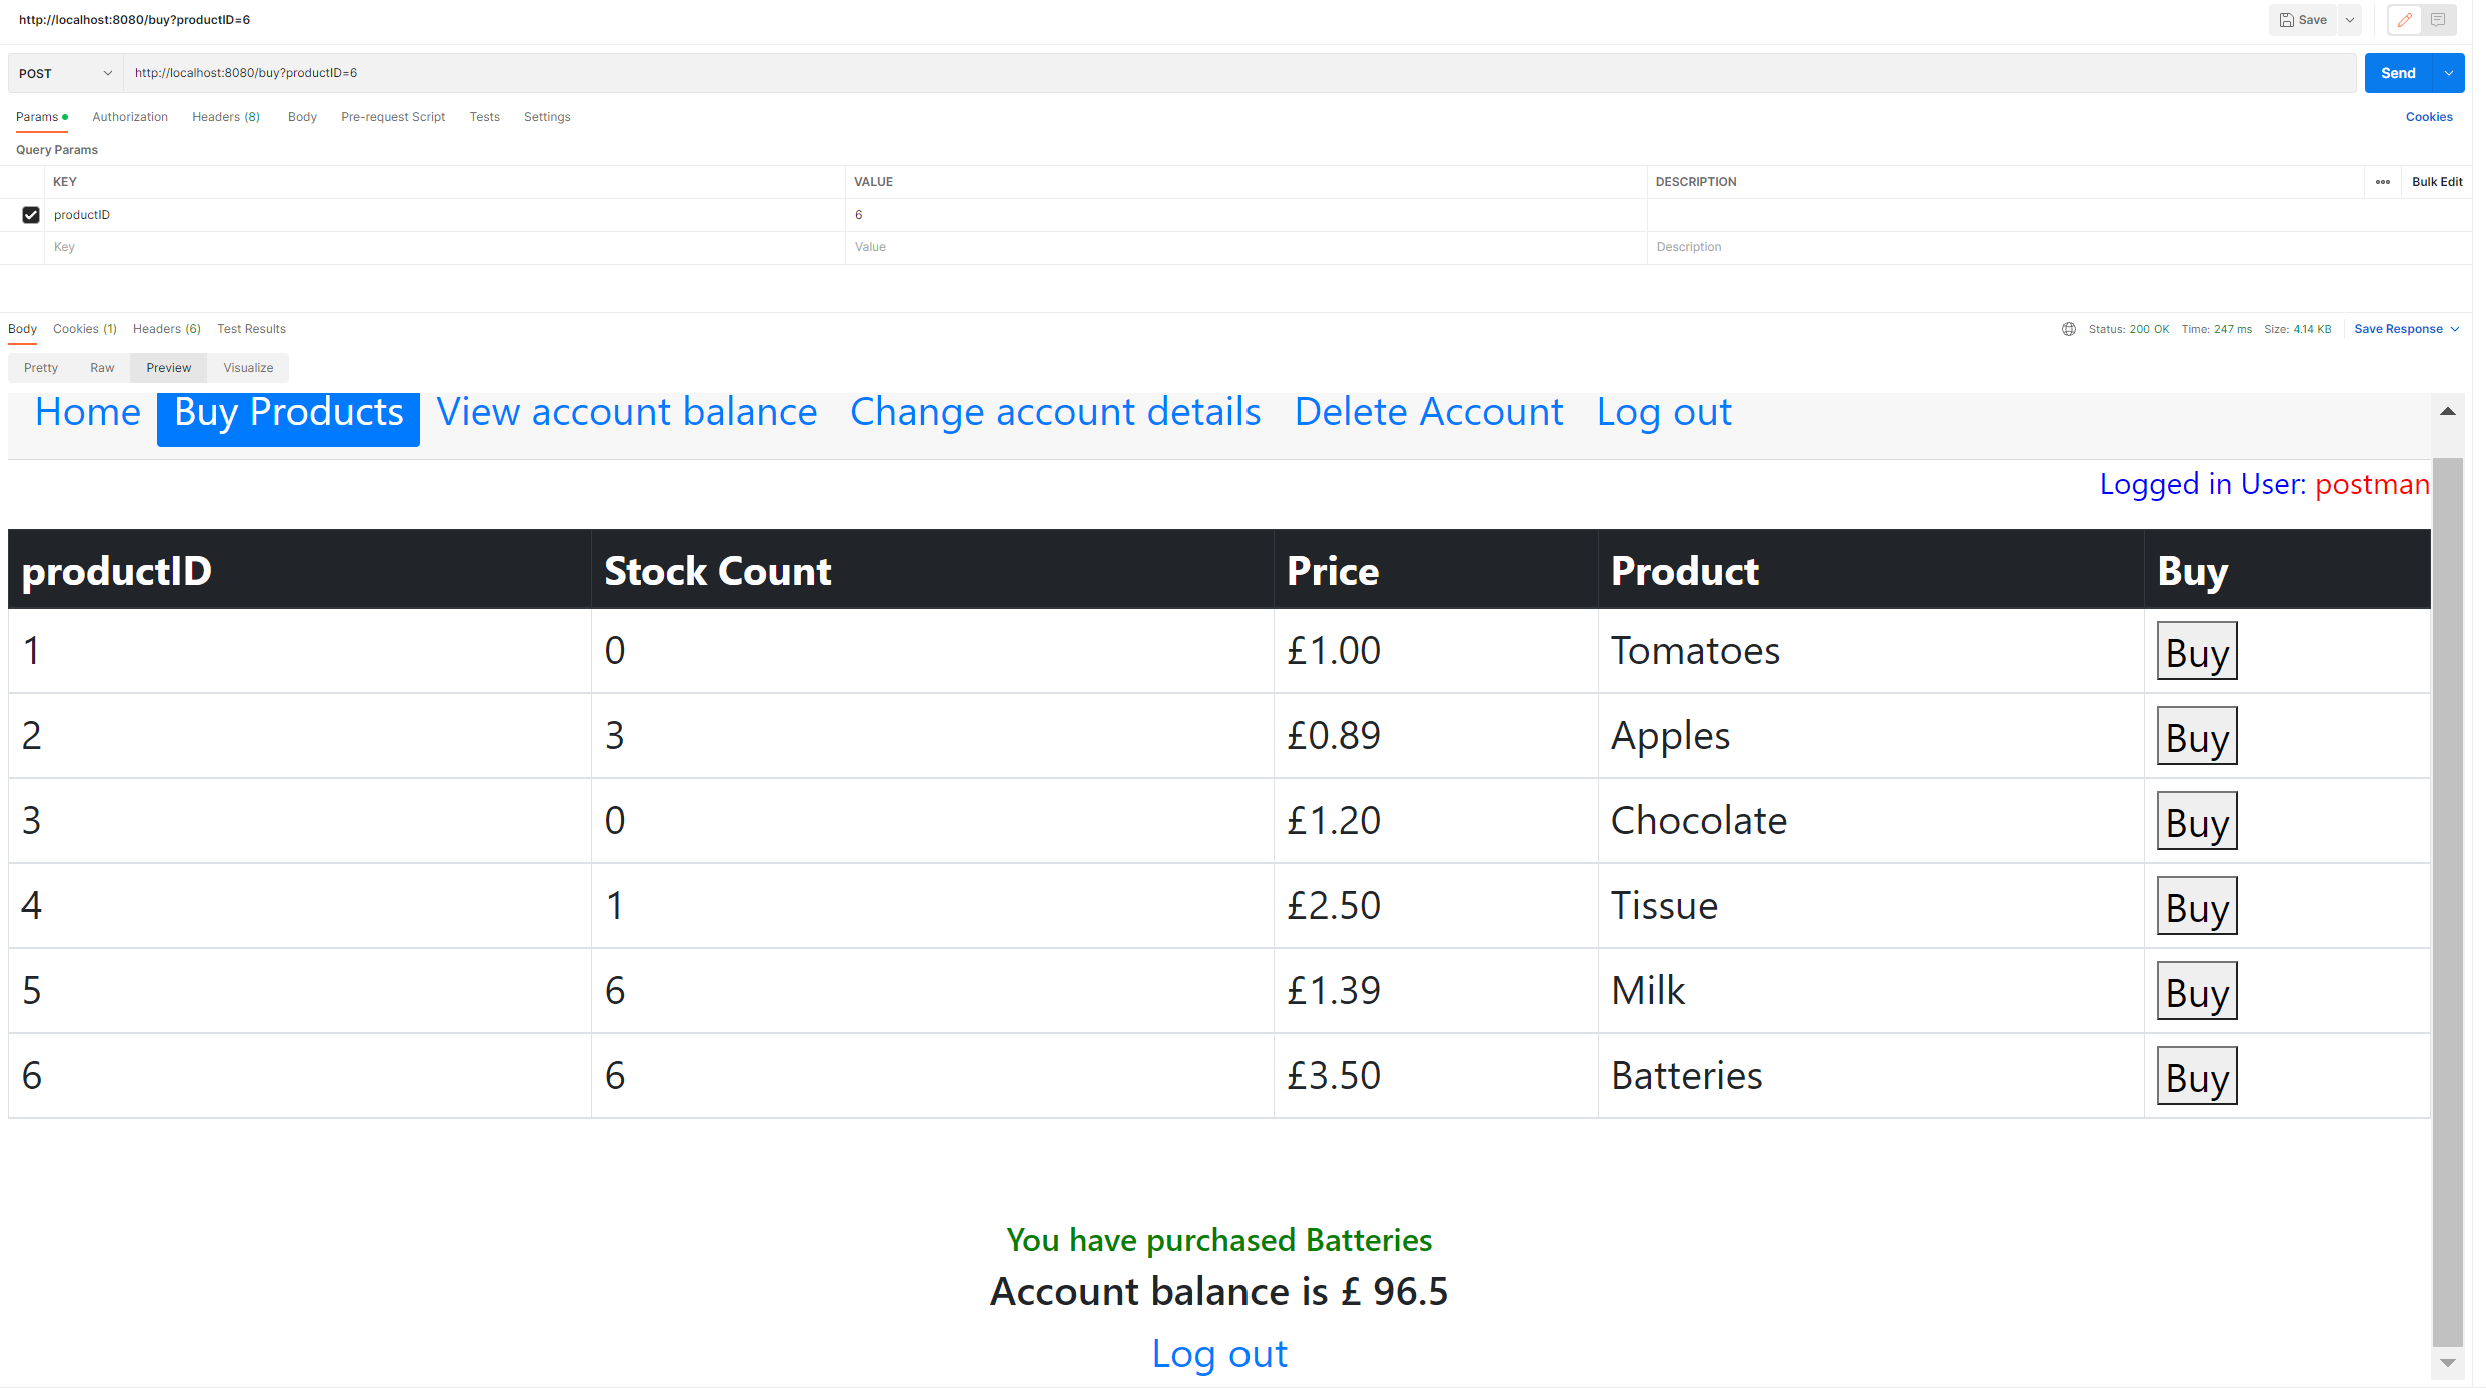 http://localhost:8080/buy?productID=6
Save
POST http://localhost:8080/buy?productID=6 Send
Params Authorization Headers (8) Body Pre-request Script Tests Settings Cookies
Query Params
KEY VALUE DESCRIPTION Bulk Edit
productID 6
Key Value Description
Body Cookies (1) Headers (6) Test Results Status: 200 OK Time: 247 ms Size: 4.14 KB Save Response
Pretty Raw Preview Visualize
Home Buy Products View account balance Change account details Delete Account Log out
Logged in User: postman
productID Stock Count Price Product Buy
1 0 £1.00 Tomatoes Buy
2 3 £0.89 Apples Buy
3 0 £1.20 Chocolate Buy
4 1 £2.50 Tissue Buy
5 6 £1.39 Milk Buy
6 6 £3.50 Batteries Buy
You have purchased Batteries
Account balance is £ 96.5
Log out